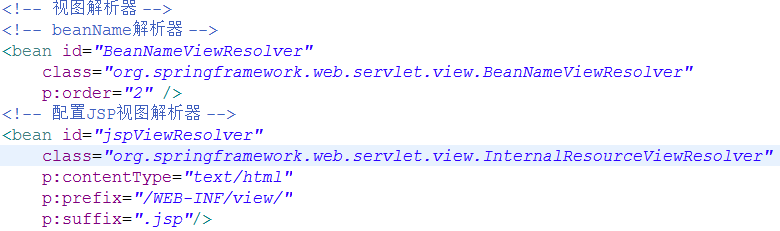 <!-- 视图解析器 -->
<!-- beanName解析器 -->
<bean id="BeanNameViewResolver"
    class="org.springframework.web.servlet.view.BeanNameViewResolver"
    p:order="2" />
<!-- 配置JSP视图解析器 -->
<bean id="jspViewResolver"
    class="org.springframework.web.servlet.view.InternalResourceViewResolver"
    p:contentType="text/html"
    p:prefix="/WEB-INF/view/"
    p:suffix=".jsp"/>